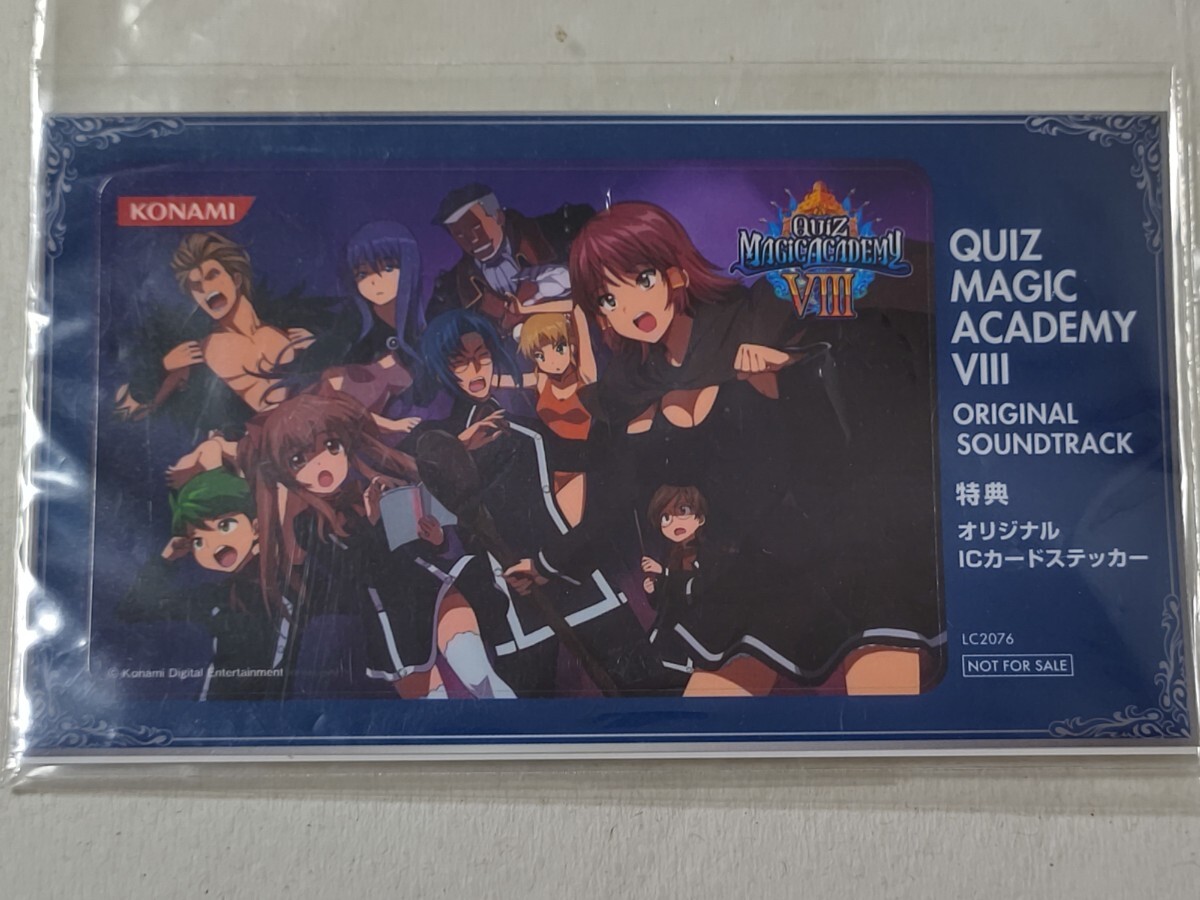 KONAMI
QUIZ
MAGIC ACADEMY
VIII
© Konami Digital Entertainment
QUIZ
MAGIC
ACADEMY
VIII
ORIGINAL
SOUNDTRACK
特典
オリジナル
ICカードステッカー
LC2076
NOT FOR SALE